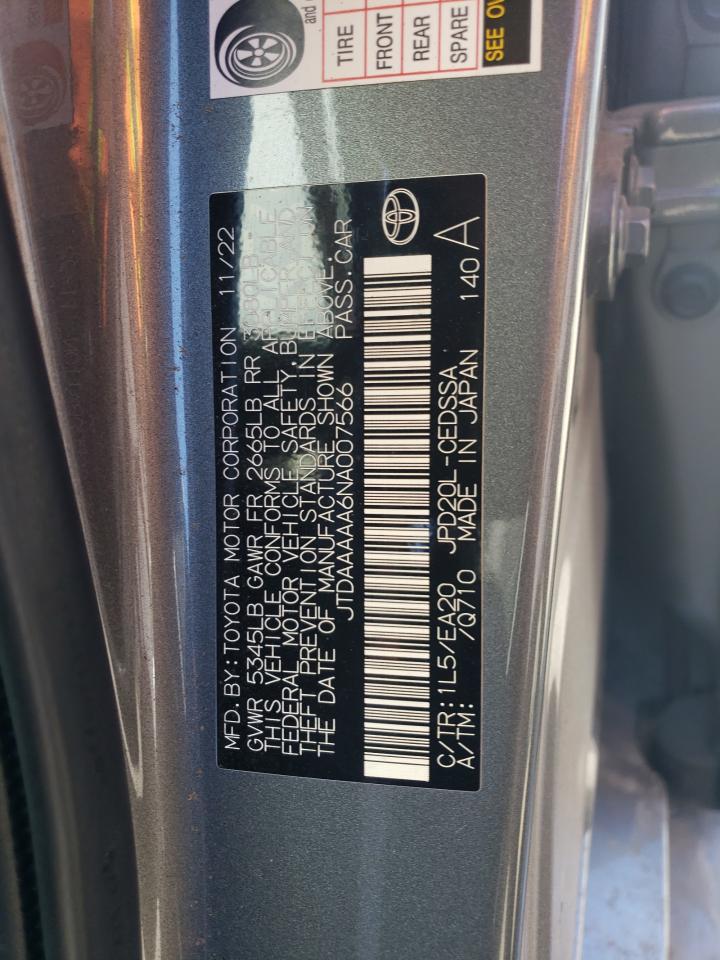 and
TIRE
FRONT
REAR
SPARE
SEE
MFD. BY: TOYOTA MOTOR CORPORATION 11/22
GVWR 5345LB GAWR FR 2665LB RR
THIS VEHICLE CONFORMS TO ALL APPLICABLE
FEDERAL MOTOR VEHICLE SAFETY, BUMPER AND
THEFT PREVENTION STANDARDS IN EFFECT ON
THE DATE OF MANUFACTURE SHOWN ABOVE.
JTDAAAAA6NA007566 PASS. CAR
C/TR: 1L5/EA20 JPD20L-CEDSSA
A/TM: /Q710 MADE IN JAPAN 140 A